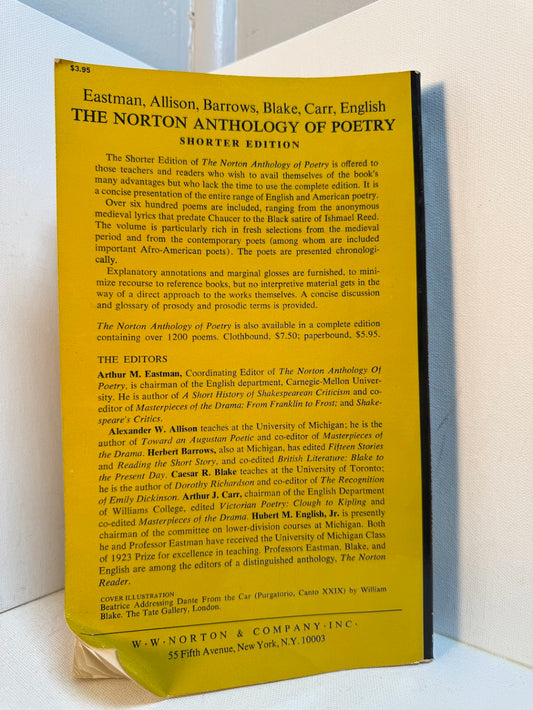 $3.95
Eastman, Allison, Barrows, Blake, Carr, English
THE NORTON ANTHOLOGY OF POETRY
SHORTER EDITION
The Shorter Edition of The Norton Anthology of Poetry is offered to
those teachers and readers who wish to avail themselves of the book's
many advantages but who lack the time to use the complete edition. It is
a concise presentation of the entire range of English and American poetry.
Over six hundred poems are included, ranging from the anonymous
medieval lyrics that predate Chaucer to the Black satire of Ishmael Reed.
The volume is particularly rich in fresh selections from the medieval
period and from the contemporary poets (among whom are included
important Afro-American poets). The poets are presented chronologi-
cally.
Explanatory annotations and marginal glosses are furnished, to mini-
mize recourse to reference books, but no interpretive material gets in the
way of a direct approach to the works themselves. A concise discussion
and glossary of prosody and prosodic terms is provided.
The Norton Anthology of Poetry is also available in a complete edition
containing over 1200 poems. Clothbound, $7.50; paperbound, $5.95.
THE EDITORS
Arthur M. Eastman, Coordinating Editor of The Norton Anthology Of
Poetry, is chairman of the English department, Carnegie-Mellon Univer-
sity. He is author of A Short History of Shakespearean Criticism and co-
editor of Masterpieces of the Drama: From Franklin to Frost; and Shake-
speare's Critics.
Alexander W. Allison teaches at the University of Michigan; he is the
author of Toward an Augustan Poetic and co-editor of Masterpieces of
the Drama. Herbert Barrows, also at Michigan, has edited Fifteen Stories
and Reading the Short Story, and co-edited British Literature: Blake to
the Present Day. Caesar R. Blake teaches at the University of Toronto;
he is the author of Dorothy Richardson and co-editor of The Recognition
of Emily Dickinson. Arthur J. Carr, chairman of the English Department
of Williams College, edited Victorian Poetry: Clough to Kipling and
co-edited Masterpieces of the Drama. Hubert M. English, Jr. is presently
chairman of the committee on lower-division courses at Michigan. Both
he and Professor Eastman have received the University of Michigan Class
of 1923 Prize for excellence in teaching. Professors Eastman, Blake, and
English are among the editors of a distinguished anthology, The Norton
Reader.
COVER ILLUSTRATION
Beatrice Addressing Dante From the Car (Purgatorio, Canto XXIX) by William
Blake. The Tate Gallery, London.
W · W · NORTON & COMPANY · INC ·
55 Fifth Avenue, New York, N.Y. 10003